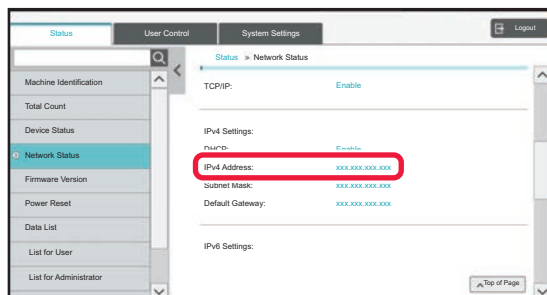 Status User Control System Settings Logout
Status » Network Status
Machine Identification
Total Count
Device Status
Network Status
Firmware Version
Power Reset
Data List
List for User
List for Administrator
TCP/IP: Enable
IPv4 Settings:
DHCP: Enable
IPv4 Address: xxx.xxx.xxx.xxx
Subnet Mask: xxx.xxx.xxx.xxx
Default Gateway: xxx.xxx.xxx.xxx
IPv6 Settings:
Top of Page